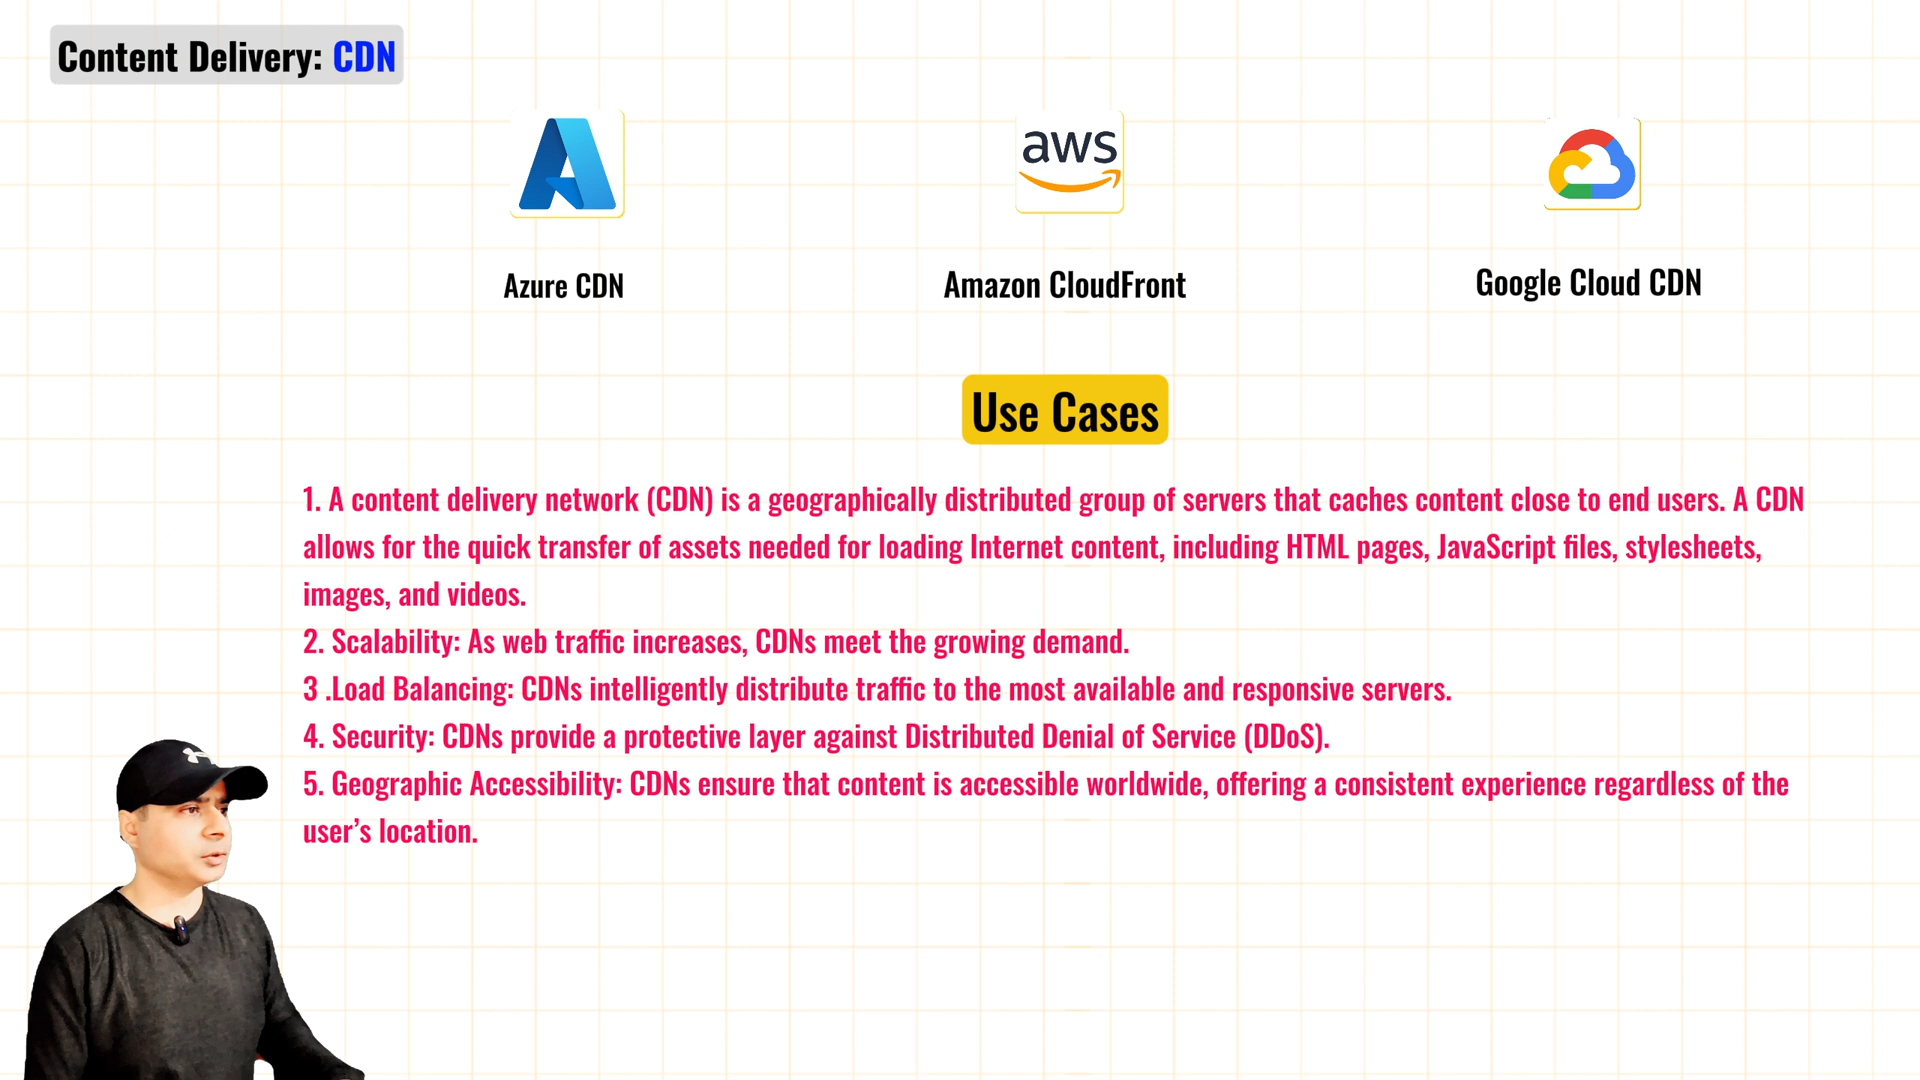 Content Delivery: CDN
aws
Azure CDN
Amazon CloudFront
Google Cloud CDN
Use Cases
1. A content delivery network (CDN) is a geographically distributed group of servers that caches content close to end users. A CDN
allows for the quick transfer of assets needed for loading Internet content, including HTML pages, JavaScript files, stylesheets,
images, and videos.
2. Scalability: As web traffic increases, CDNs meet the growing demand.
3 .Load Balancing: CDNs intelligently distribute traffic to the most available and responsive servers.
4. Security: CDNs provide a protective layer against Distributed Denial of Service (DDoS).
5. Geographic Accessibility: CDNs ensure that content is accessible worldwide, offering a consistent experience regardless of the
user’s location.